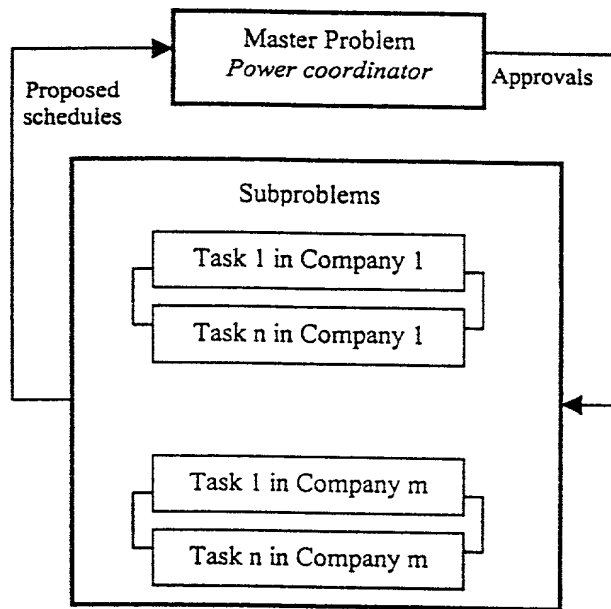 Master Problem
Power coordinator
Proposed
schedules
Approvals
Subproblems
Task 1 in Company 1
Task n in Company 1
Task 1 in Company m
Task n in Company m